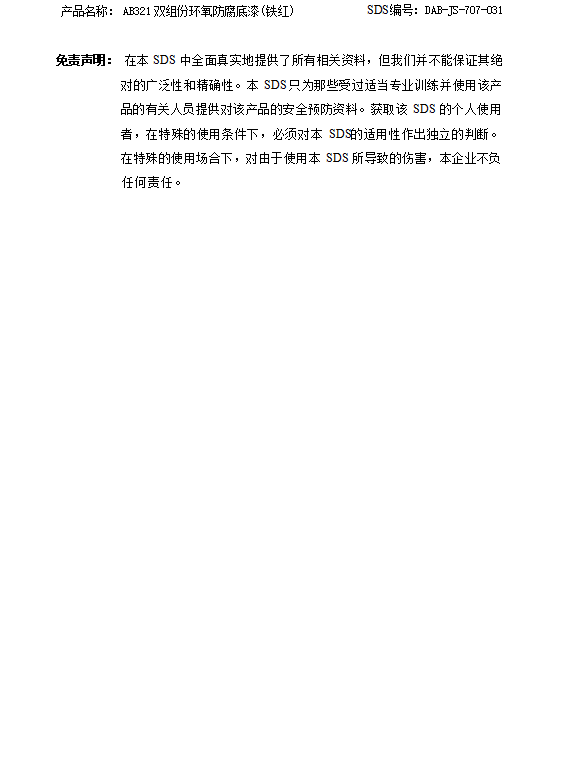 产品名称： AB321 双组份环氧防腐底漆(铁红) SDS编号：DAB-JS-707-031
免责声明： 在本 SDS 中全面真实地提供了所有相关资料，但我们并不能保证其绝
对的广泛性和精确性。本 SDS 只为那些受过适当专业训练并使用该产
品的有关人员提供对该产品的安全预防资料。获取该 SDS 的个人使用
者，在特殊的使用条件下，必须对本 SDS的适用性作出独立的判断。
在特殊的使用场合下，对由于使用本 SDS 所导致的伤害，本企业不负
任何责任。